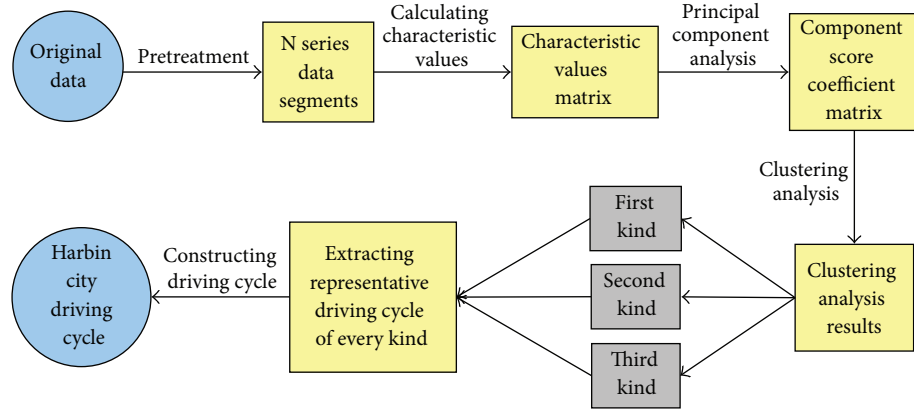 Original
data
Pretreatment
N series
data
segments
Calculating
characteristic
values
Characteristic
values
matrix
Principal
component
analysis
Component
score
coefficient
matrix
Clustering
analysis
Clustering
analysis
results
First
kind
Second
kind
Third
kind
Extracting
representative
driving cycle
of every kind
Constructing
driving cycle
Harbin
city
driving
cycle